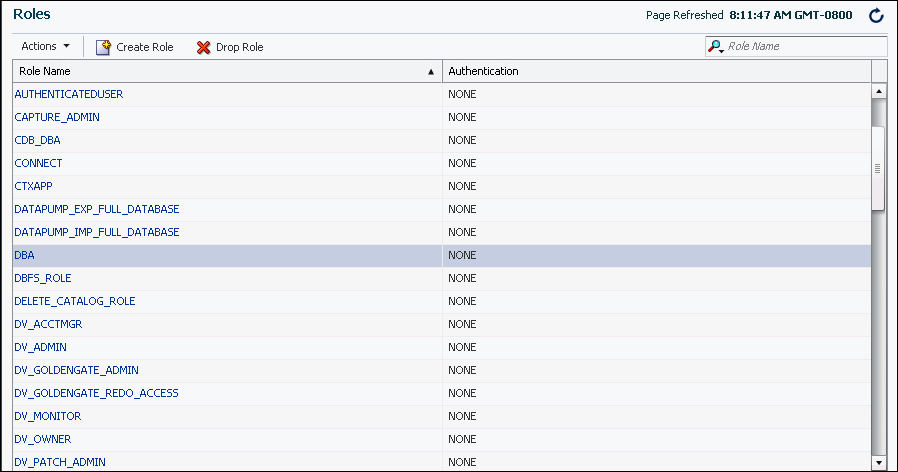 Roles
Page Refreshed 8:11:47 AM GMT-0800
Actions Create Role Drop Role Role Name
Role Name Authentication
AUTHENTICATEDUSER NONE
CAPTURE_ADMIN NONE
CDB_DBA NONE
CONNECT NONE
CTXAPP NONE
DATAPUMP_EXP_FULL_DATABASE NONE
DATAPUMP_IMP_FULL_DATABASE NONE
DBA NONE
DBFS_ROLE NONE
DELETE_CATALOG_ROLE NONE
DV_ACCTMGR NONE
DV_ADMIN NONE
DV_GOLDENGATE_ADMIN NONE
DV_GOLDENGATE_REDO_ACCESS NONE
DV_MONITOR NONE
DV_OWNER NONE
DV_PATCH_ADMIN NONE